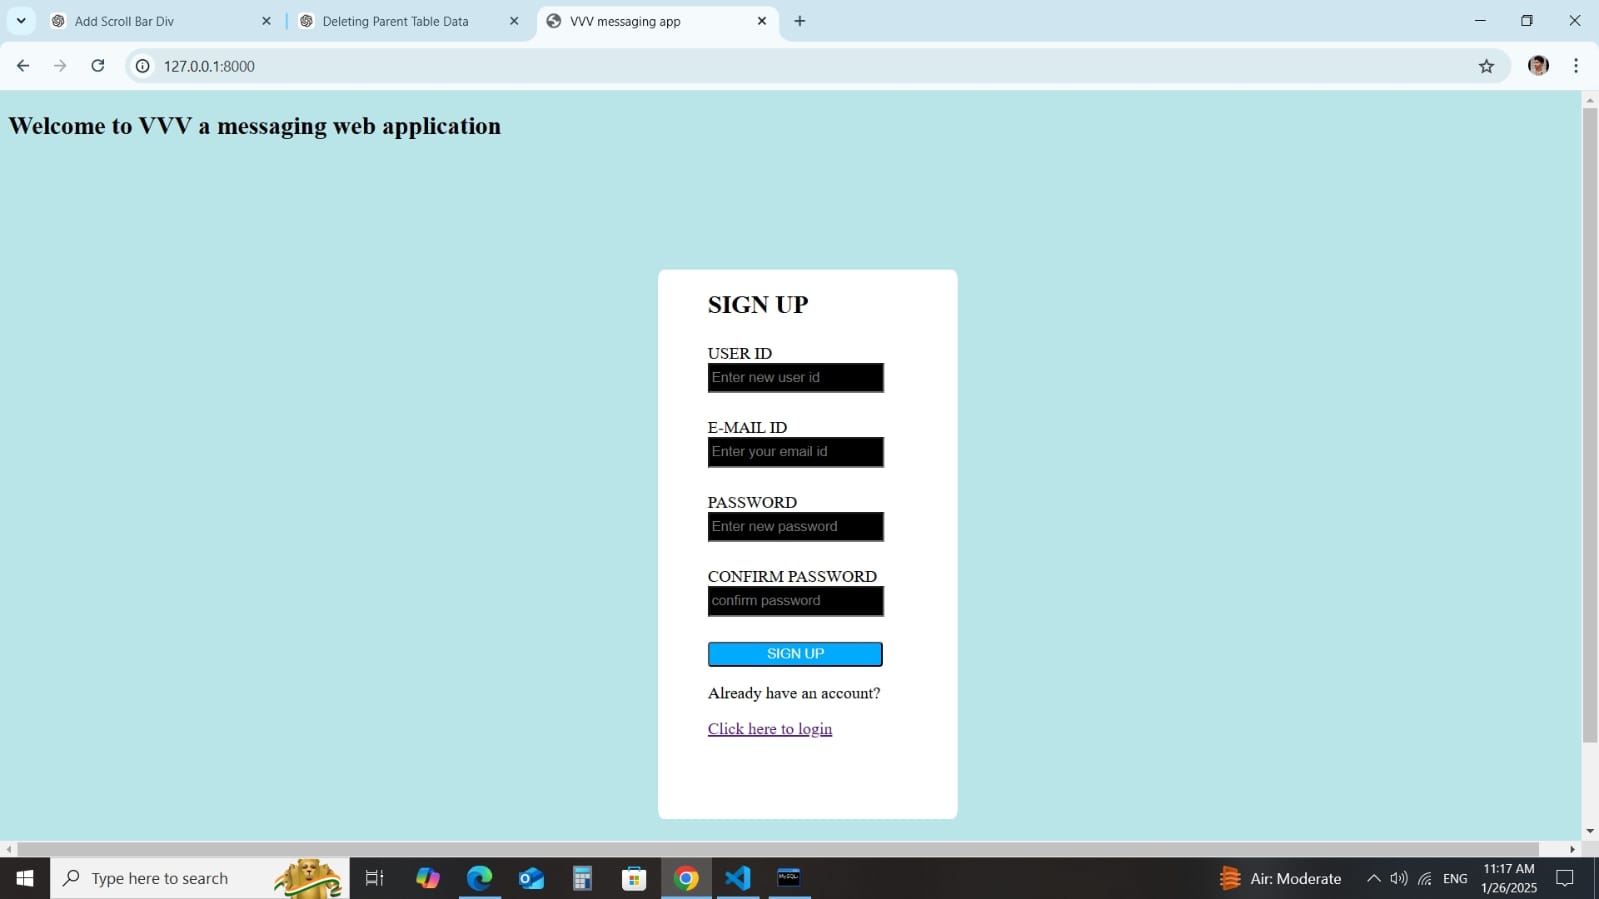 Add Scroll Bar Div
Deleting Parent Table Data
VVV messaging app
127.0.0.1:8000
Welcome to VVV a messaging web application
SIGN UP
USER ID
Enter new user id
E-MAIL ID
Enter your email id
PASSWORD
Enter new password
CONFIRM PASSWORD
confirm password
SIGN UP
Already have an account?
Click here to login
Type here to search
Air: Moderate
ENG
11:17 AM
1/26/2025